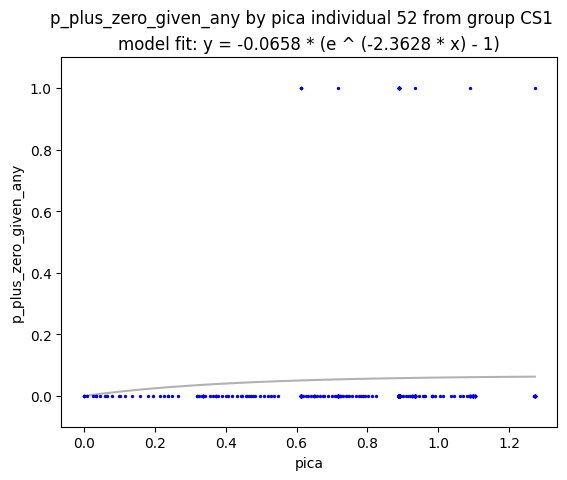 p_plus_zero_given_any by pica individual 52 from group CS1
model fit: y = -0.0658 * (e ^ (-2.3628 * x) - 1)
p_plus_zero_given_any
1.0
0.8
0.6
0.4
0.2
0.0
0.0 0.2 0.4 0.6 0.8 1.0 1.2
pica